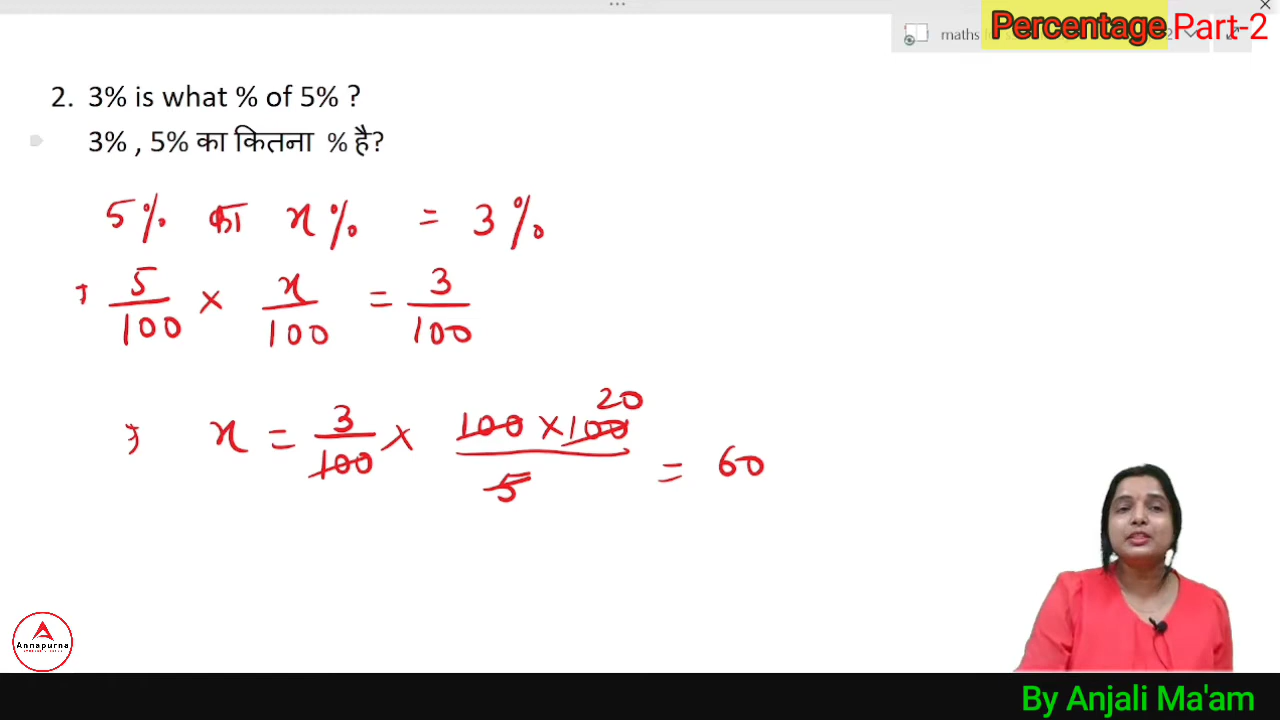 Percentage Part-2
maths
2. 3% is what % of 5% ?
3% , 5% का कितना % है?
5% का x% = 3%
5/100 × x/100 = 3/100
x = 3/100 × 100 × 100/5 = 60
20
Annapurna
By Anjali Ma'am